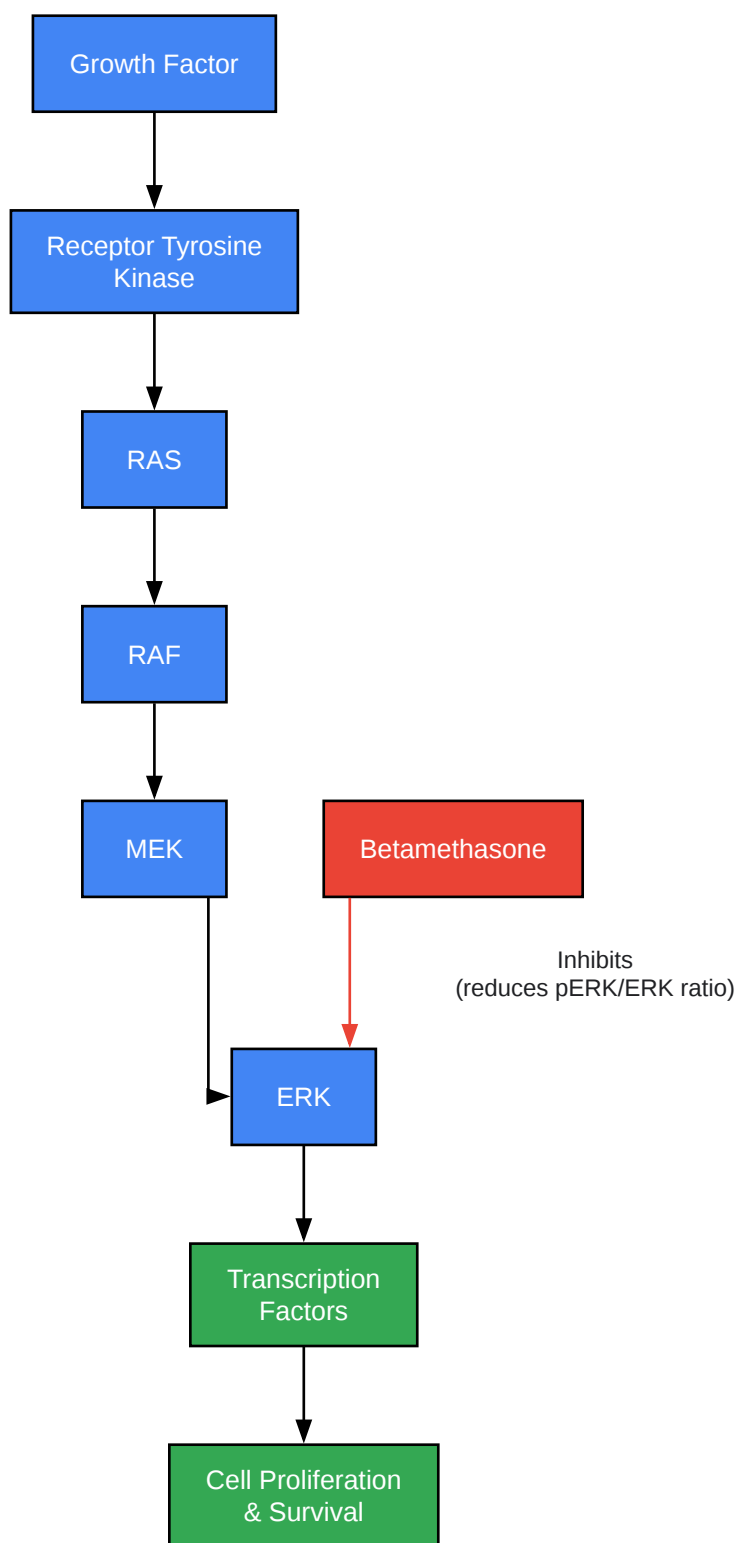 Growth Factor
Receptor Tyrosine
Kinase
RAS
RAF
MEK
Betamethasone
Inhibits
(reduces pERK/ERK ratio)
ERK
Transcription
Factors
Cell Proliferation
& Survival